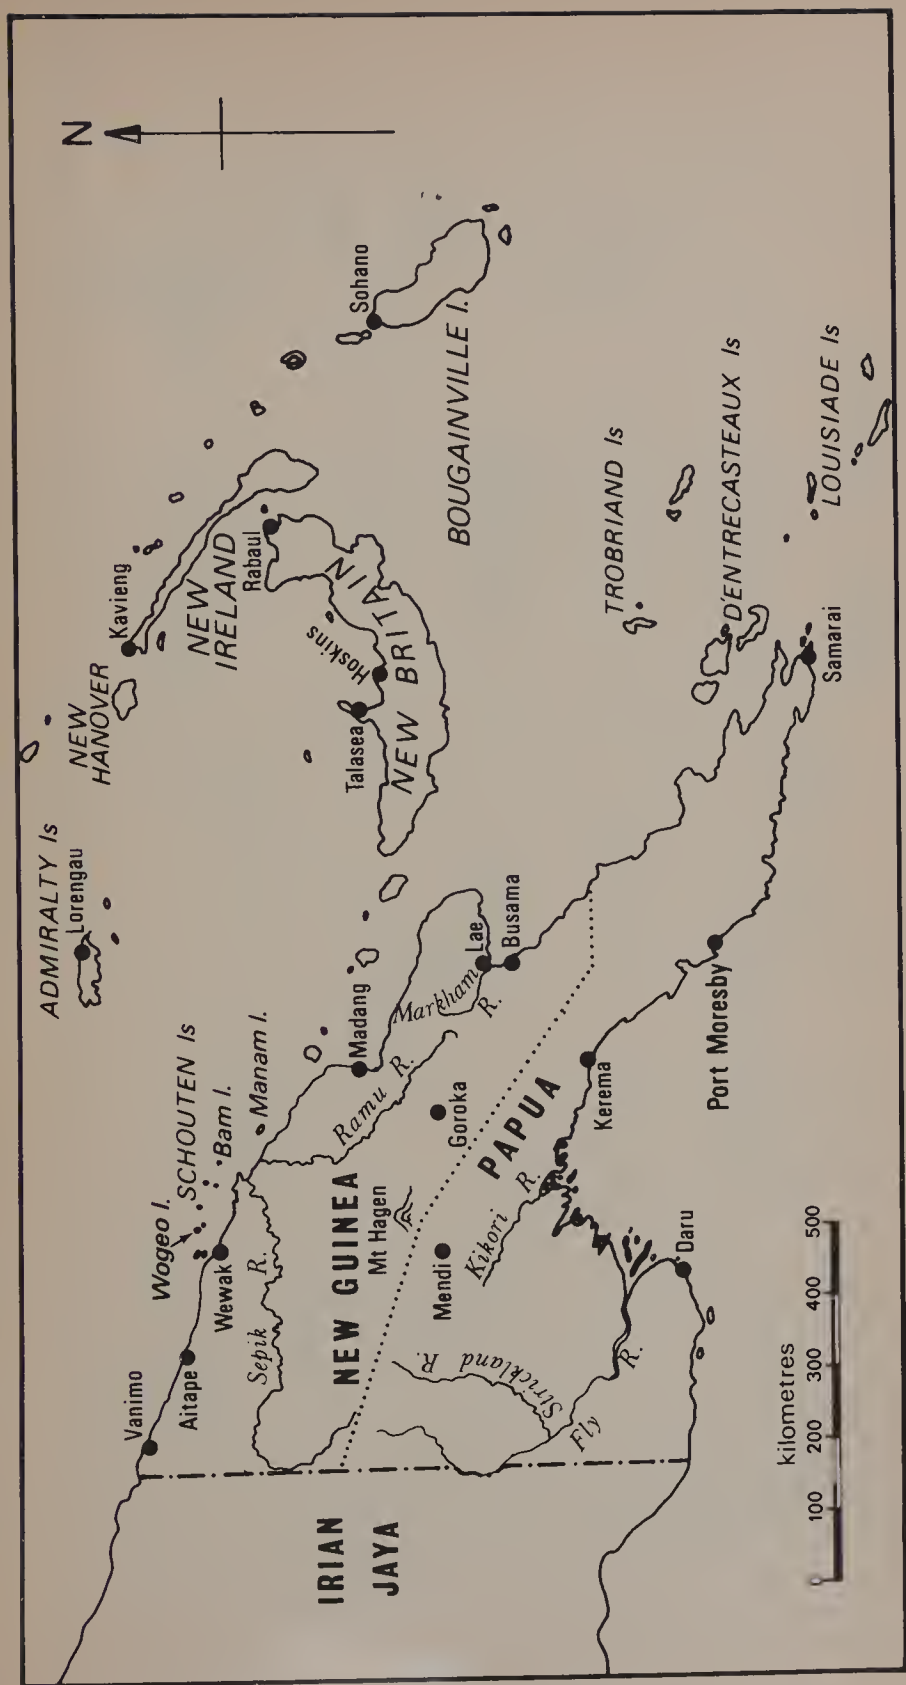 N
ADMIRALTY Is
Lorengau
NEW
HANOVER
Kavieng
NEW
IRELAND
Rabaul
Sohano
BOUGAINVILLE I.
Talasea
Hoskins
NEW BRITAIN
Vanimo
Aitape
Wewak
Wogeo I.
SCHOUTEN Is
Bam I.
Manam I.
Sepik R.
Ramu R.
Madang
Markham
R.
Lae
Busama
NEW GUINEA
Mt Hagen
Goroka
Mendi
IRIAN
JAYA
PAPUA
Strickland R.
Fly R.
Kikori R.
Kerema
Daru
Port Moresby
TROBRIAND Is
D'ENTRECASTEAUX Is
LOUISIADE Is
Samarai
kilometres
0 100 200 300 400 500